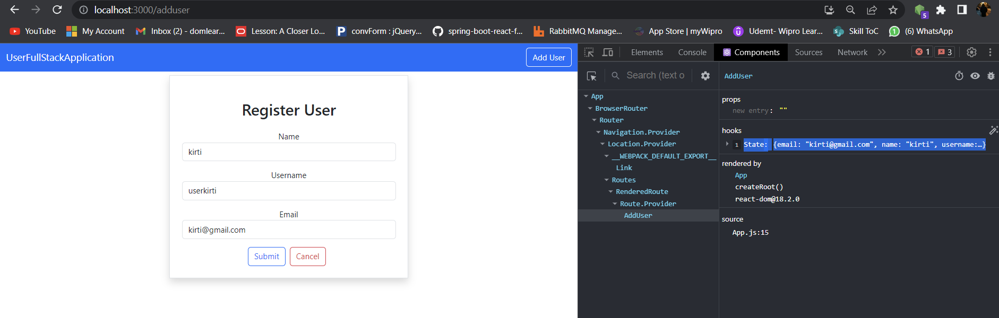 localhost:3000/adduser
5
YouTube My Account Inbox (2) - domlear... Lesson: A Closer Lo... convForm : jQuery... spring-boot-react-f... RabbitMQ Manage... App Store | myWipro Udemt- Wipro Lear... Skill ToC 1 (6) WhatsApp
UserFullStackApplication Add User
Register User
Name
kirti
Username
userkirti
Email
kirti@gmail.com
Submit Cancel
Elements Console Components Sources Network 1 3
Search (text o
App
BrowserRouter
Router
Navigation.Provider
Location.Provider
__WEBPACK_DEFAULT_EXPORT__
Link
Routes
RenderedRoute
Route.Provider
AddUser
AddUser
props
new entry: ""
hooks
1 State: {email: "kirti@gmail.com", name: "kirti", username:…}
rendered by
App
createRoot()
react-dom@18.2.0
source
App.js:15